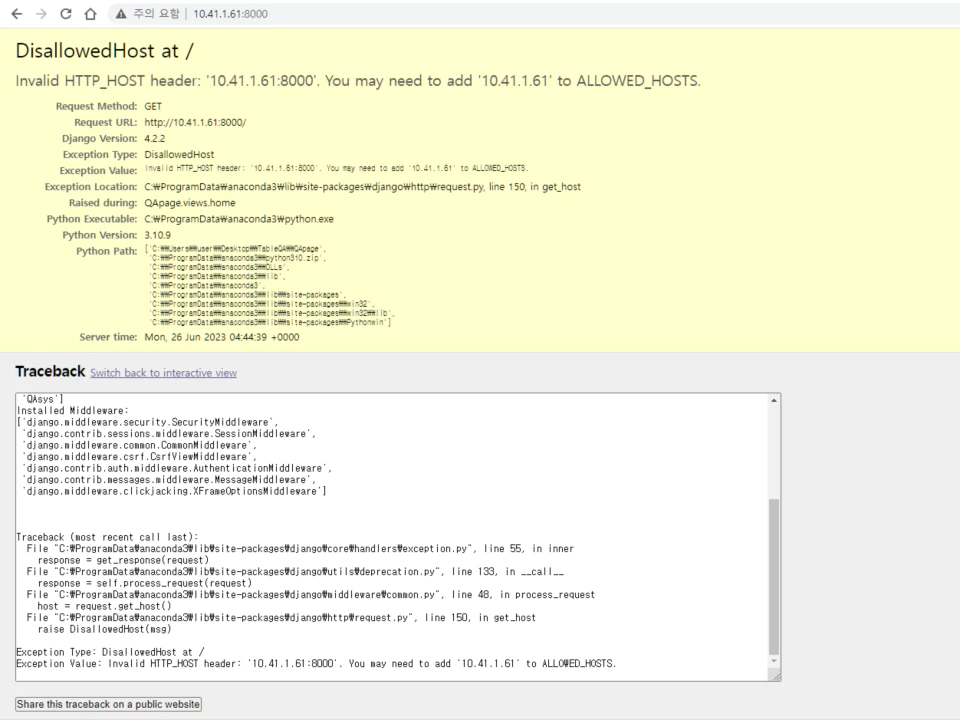 주의 요함 | 10.41.1.61:8000
DisallowedHost at /
Invalid HTTP_HOST header: '10.41.1.61:8000'. You may need to add '10.41.1.61' to ALLOWED_HOSTS.
Request Method: GET
Request URL: http://10.41.1.61:8000/
Django Version: 4.2.2
Exception Type: DisallowedHost
Exception Value: Invalid HTTP_HOST header: '10.41.1.61:8000'. You may need to add '10.41.1.61' to ALLOWED_HOSTS.
Exception Location: C:₩ProgramData₩anaconda3₩lib₩site-packages₩django₩http₩request.py, line 150, in get_host
Raised during: QApage.views.home
Python Executable: C:₩ProgramData₩anaconda3₩python.exe
Python Version: 3.10.9
Python Path: ['C:₩₩Users₩₩user₩₩Desktop₩₩TableQA₩₩QApage',
'C:₩₩ProgramData₩₩anaconda3₩₩python310.zip',
'C:₩₩ProgramData₩₩anaconda3₩₩DLLs',
'C:₩₩ProgramData₩₩anaconda3₩₩lib',
'C:₩₩ProgramData₩₩anaconda3',
'C:₩₩ProgramData₩₩anaconda3₩₩lib₩₩site-packages',
'C:₩₩ProgramData₩₩anaconda3₩₩lib₩₩site-packages₩₩win32',
'C:₩₩ProgramData₩₩anaconda3₩₩lib₩₩site-packages₩₩win32₩₩lib',
'C:₩₩ProgramData₩₩anaconda3₩₩lib₩₩site-packages₩₩Pythonwin']
Server time: Mon, 26 Jun 2023 04:44:39 +0000
Traceback Switch back to interactive view
'QAsys']
Installed Middleware:
['django.middleware.security.SecurityMiddleware',
'django.contrib.sessions.middleware.SessionMiddleware',
'django.middleware.common.CommonMiddleware',
'django.middleware.csrf.CsrfViewMiddleware',
'django.contrib.auth.middleware.AuthenticationMiddleware',
'django.contrib.messages.middleware.MessageMiddleware',
'django.middleware.clickjacking.XFrameOptionsMiddleware']
Traceback (most recent call last):
File "C:₩ProgramData₩anaconda3₩lib₩site-packages₩django₩core₩handlers₩exception.py", line 55, in inner
response = get_response(request)
File "C:₩ProgramData₩anaconda3₩lib₩site-packages₩django₩utils₩deprecation.py", line 133, in __call__
response = self.process_request(request)
File "C:₩ProgramData₩anaconda3₩lib₩site-packages₩django₩middleware₩common.py", line 48, in process_request
host = request.get_host()
File "C:₩ProgramData₩anaconda3₩lib₩site-packages₩django₩http₩request.py", line 150, in get_host
raise DisallowedHost(msg)
Exception Type: DisallowedHost at /
Exception Value: Invalid HTTP_HOST header: '10.41.1.61:8000'. You may need to add '10.41.1.61' to ALLOWED_HOSTS.
Share this traceback on a public website